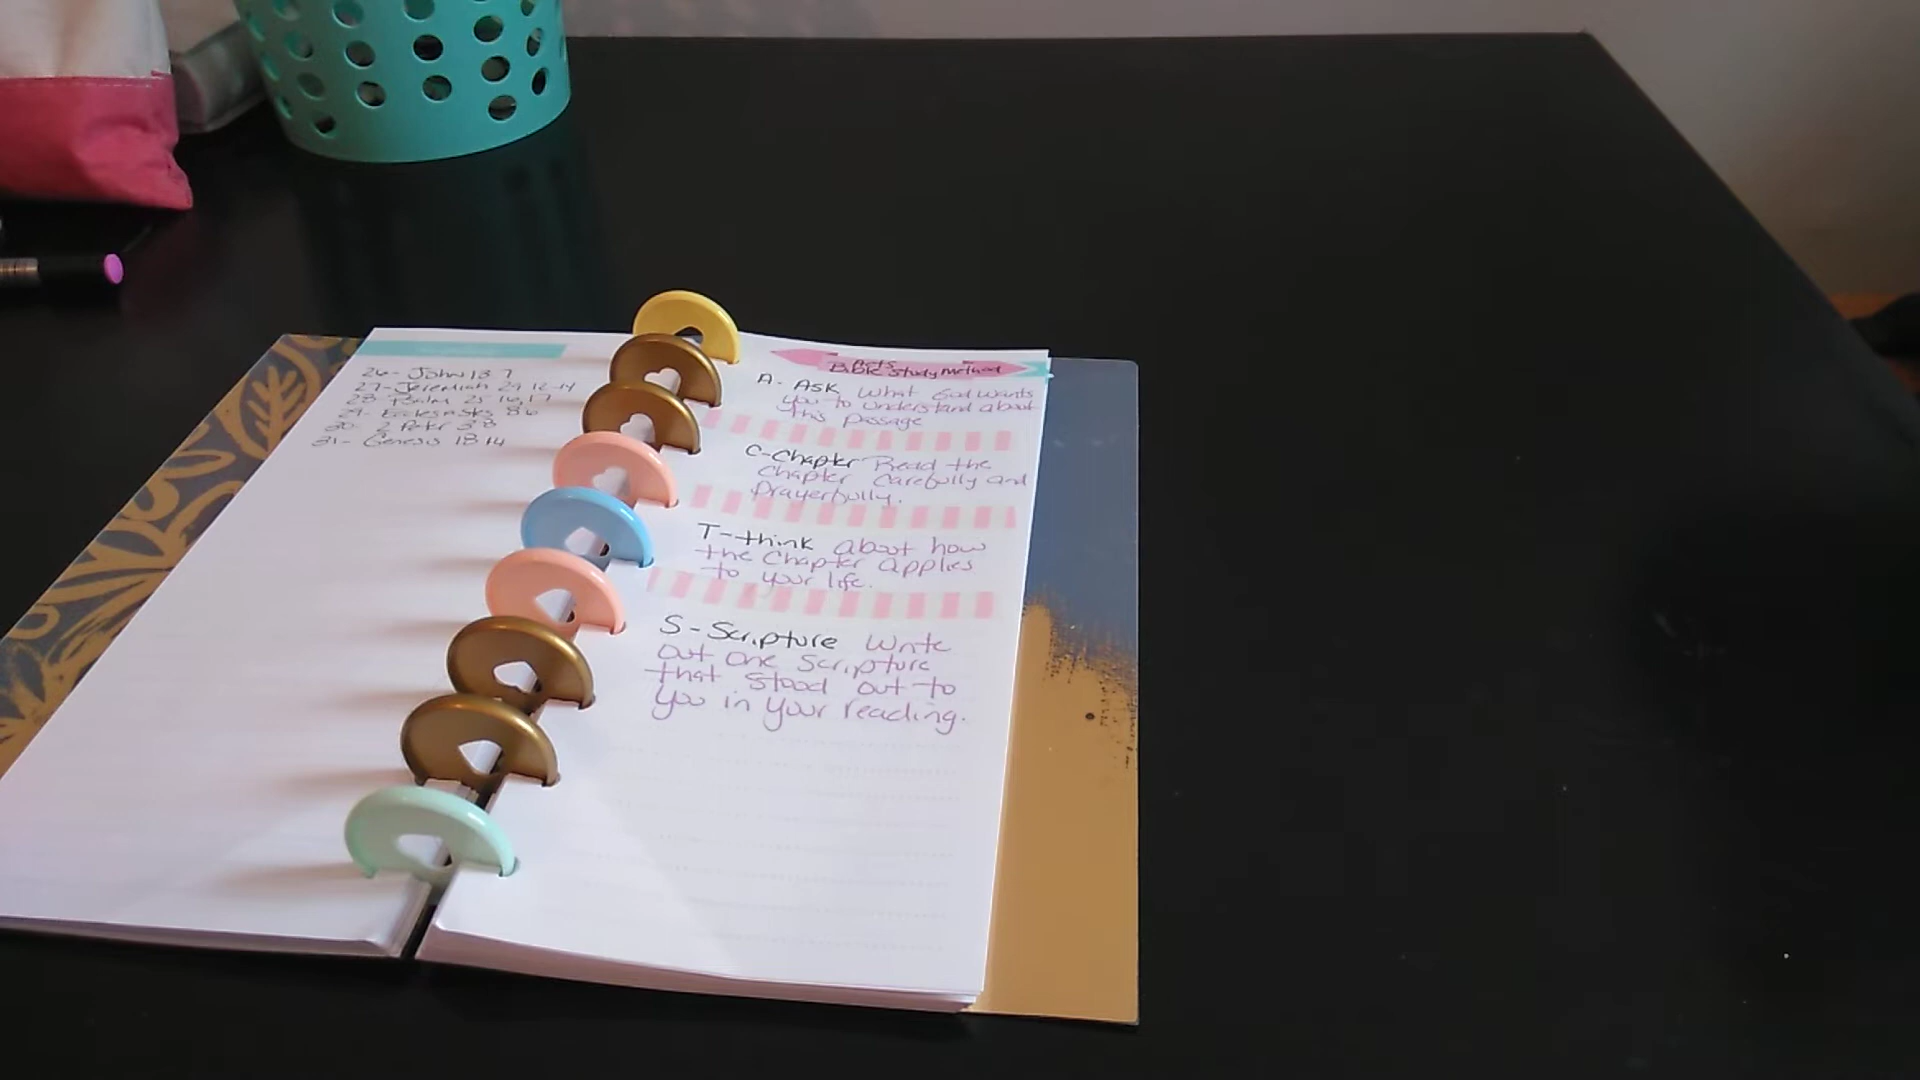 26- John 18 7
27- Jeremiah 29 12-14
28- Psalm 25 16,17
29- 8 6
30- 2 Peter 3 8
31- Genesis 18 14
Acts
Bible Study Method
A- Ask what God wants
you to understand about
this passage
C-Chapter Read the
Chapter Carefully and
Prayerfully.
T-think about how
the Chapter applies
to your life.
S-Scripture Write
out one Scripture
that stood out to
you in your reading.